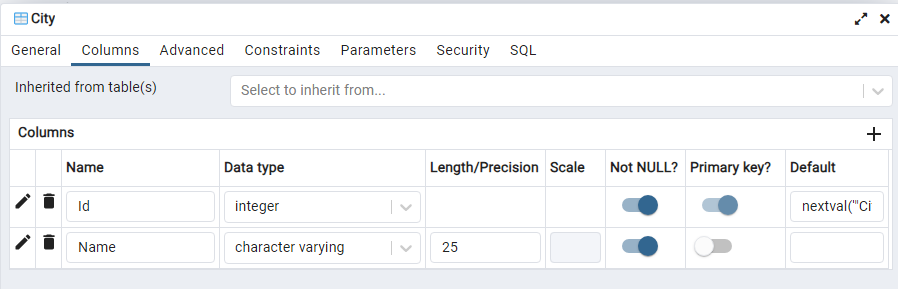 City
General Columns Advanced Constraints Parameters Security SQL
Inherited from table(s) Select to inherit from...
Columns
Name Data type Length/Precision Scale Not NULL? Primary key? Default
Id integer nextval('"Ci
Name character varying 25